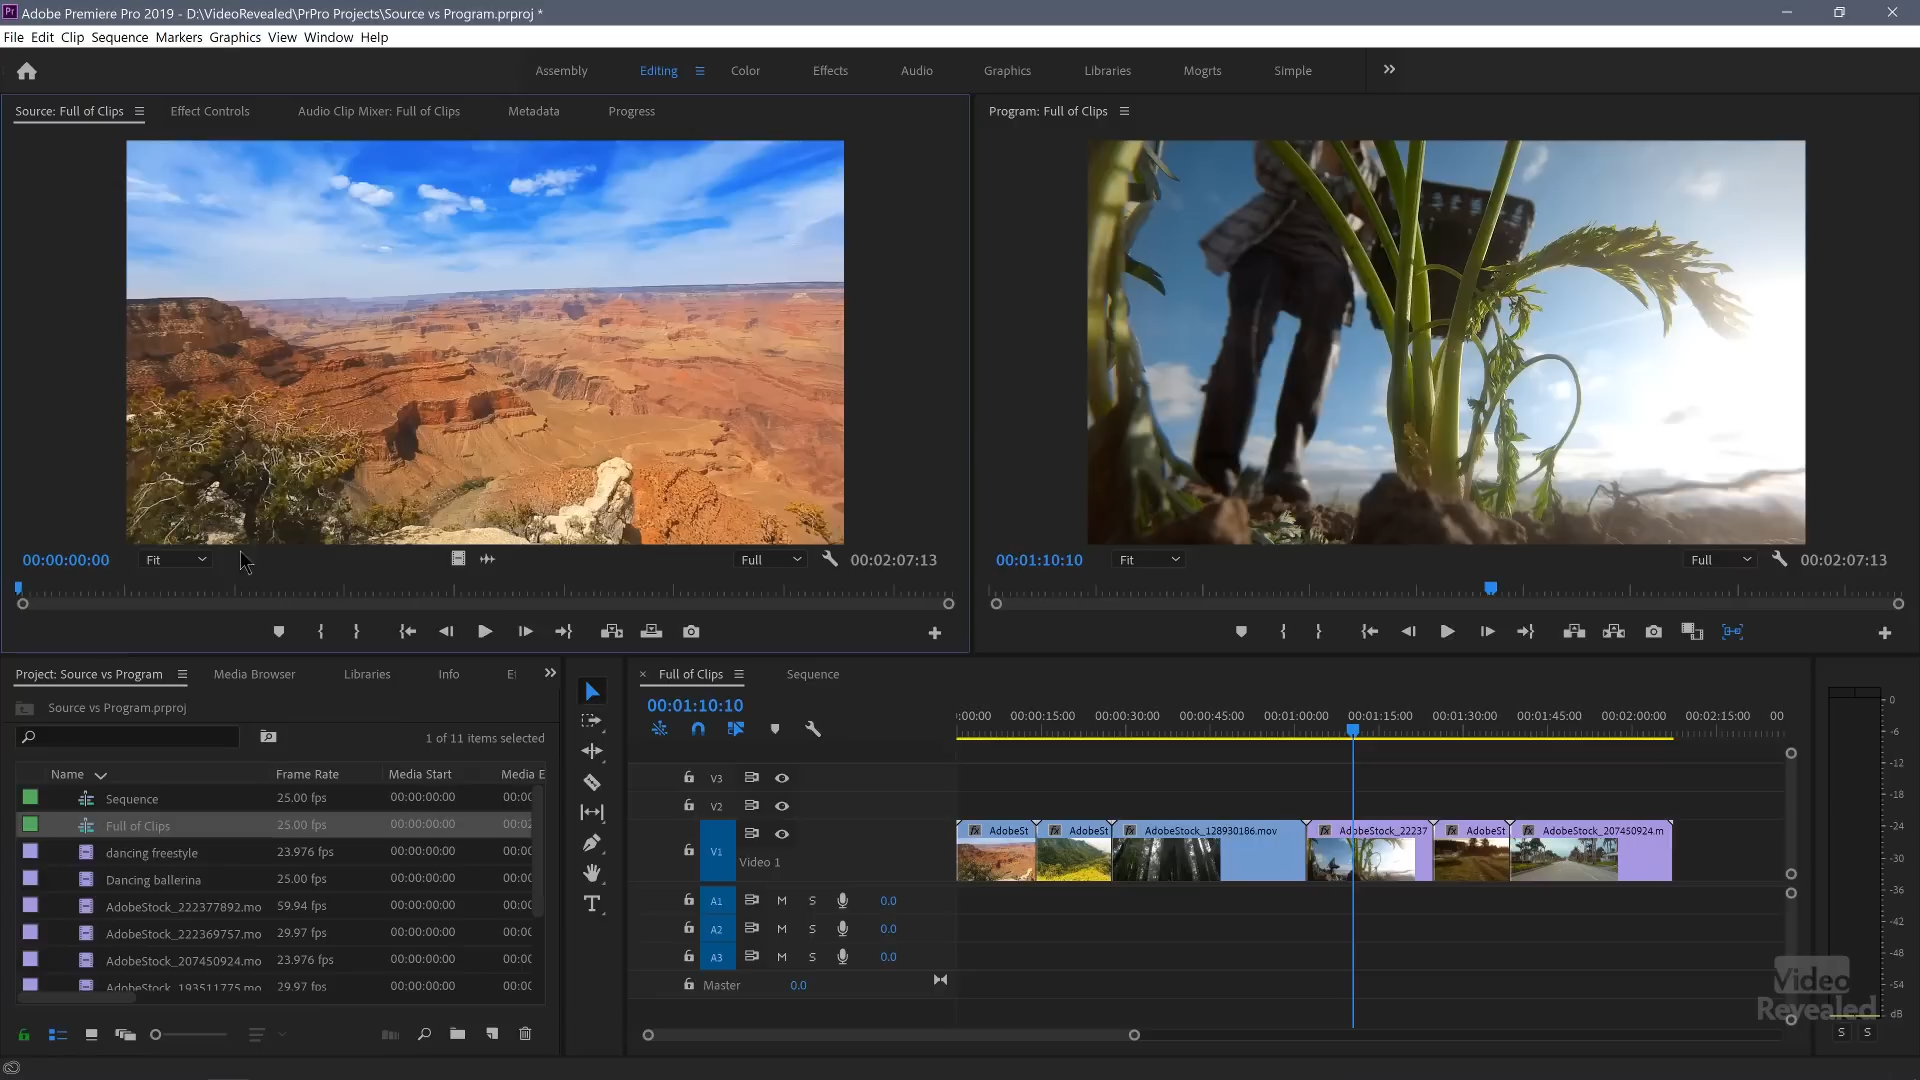 Adobe Premiere Pro 2019 - D:\VideoRevealed\PrPro Projects\Source vs Program.prproj *
File Edit Clip Sequence Markers Graphics View Window Help
Assembly Editing Color Effects Audio Graphics Libraries Mogrts Simple
Source: Full of Clips Effect Controls Audio Clip Mixer: Full of Clips Metadata Progress
Program: Full of Clips
00:00:00:00 Fit Full 00:02:07:13
00:01:10:10 Fit Full 00:02:07:13
Project: Source vs Program Media Browser Libraries Info
Source vs Program.prproj
1 of 11 items selected
Name Frame Rate Media Start Media E
Sequence 25.00 fps 00:00:00:00 00:00
Full of Clips 25.00 fps 00:00:00:00 00:02
dancing freestyle 23.976 fps 00:00:00:00 00:00
Dancing ballerina 25.00 fps 00:00:00:00 00:00
AdobeStock_222377892.mo 59.94 fps 00:00:00:00 00:00
AdobeStock_222369757.mo 29.97 fps 00:00:00:00 00:00
AdobeStock_207450924.mo 23.976 fps 00:00:00:00 00:00
AdobeStock_193511775.mo 29.97 fps 00:00:00:00 00:00
Full of Clips Sequence
00:01:10:10
:00:00 00:00:15:00 00:00:30:00 00:00:45:00 00:01:00:00 00:01:15:00 00:01:30:00 00:01:45:00 00:02:00:00 00:02:15:00 00
V3
V2
V1 Video 1
fx AdobeSt fx AdobeSt fx AdobeStock_128930186.mov fx AdobeStock_22237 fx AdobeSt fx AdobeStock_207450924.m
A1 M S 0.0
A2 M S 0.0
A3 M S 0.0
Master 0.0
0
-6
-12
-18
-24
-30
-36
-42
-48
-54
dB
S S
Video
Revealed